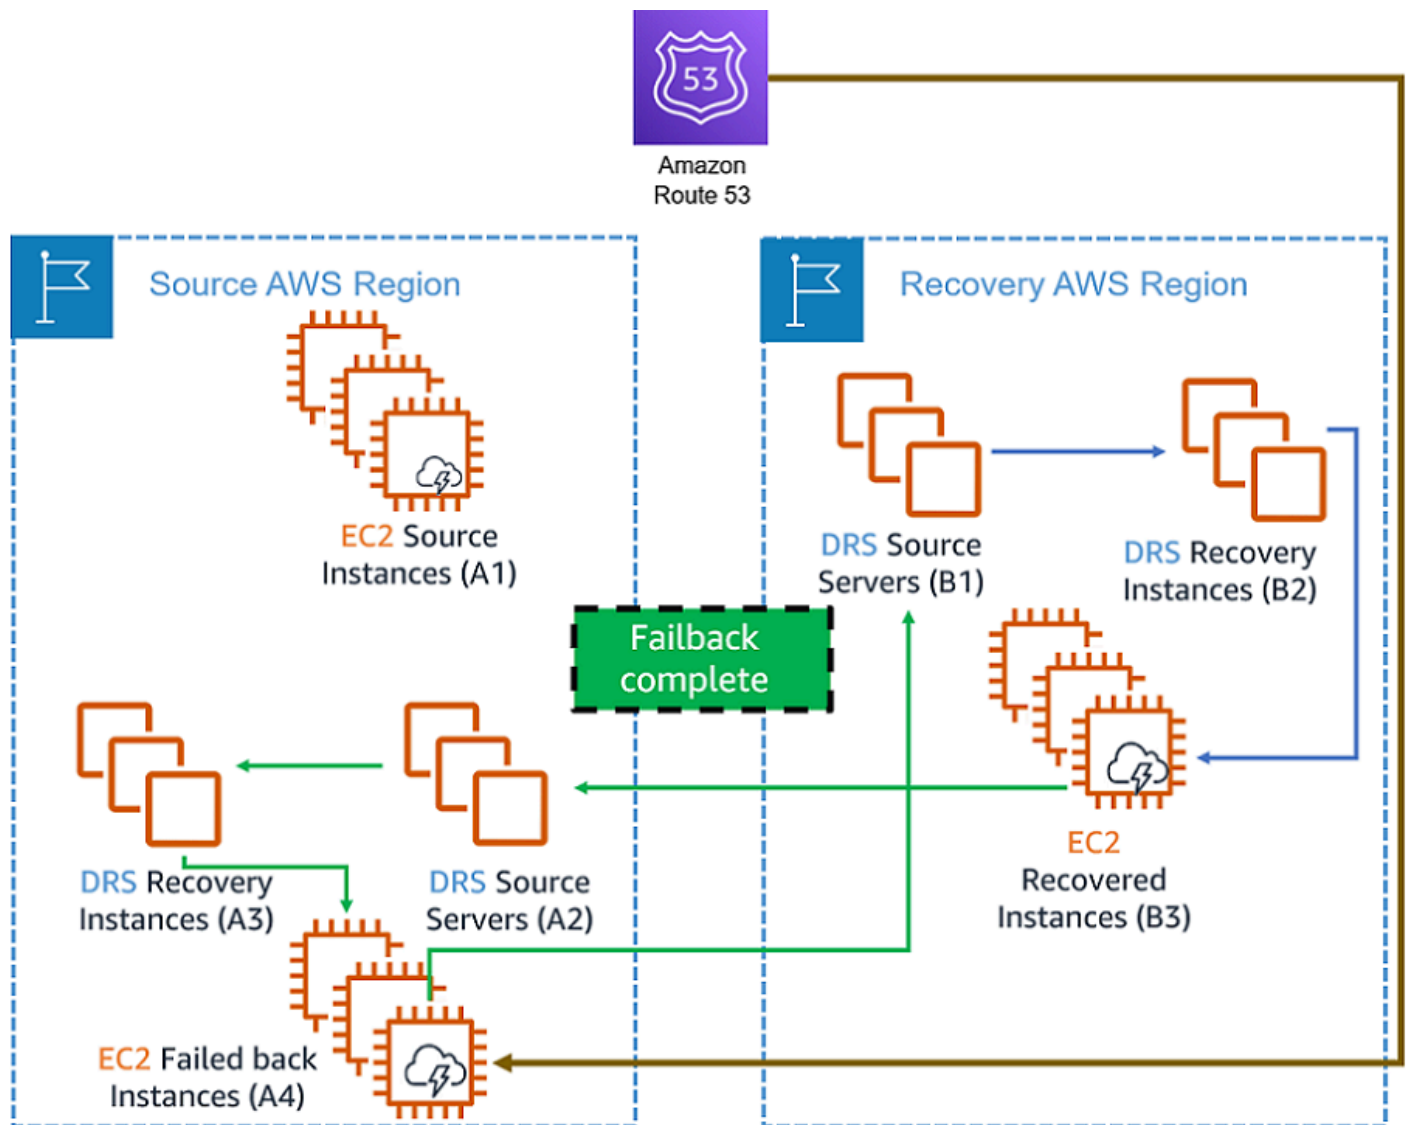 53
Amazon
Route 53
Source AWS Region
Recovery AWS Region
EC2 Source
Instances (A1)
DRS Source
Servers (B1)
DRS Recovery
Instances (B2)
Failback
complete
EC2
Recovered
Instances (B3)
DRS Recovery
Instances (A3)
DRS Source
Servers (A2)
EC2 Failed back
Instances (A4)